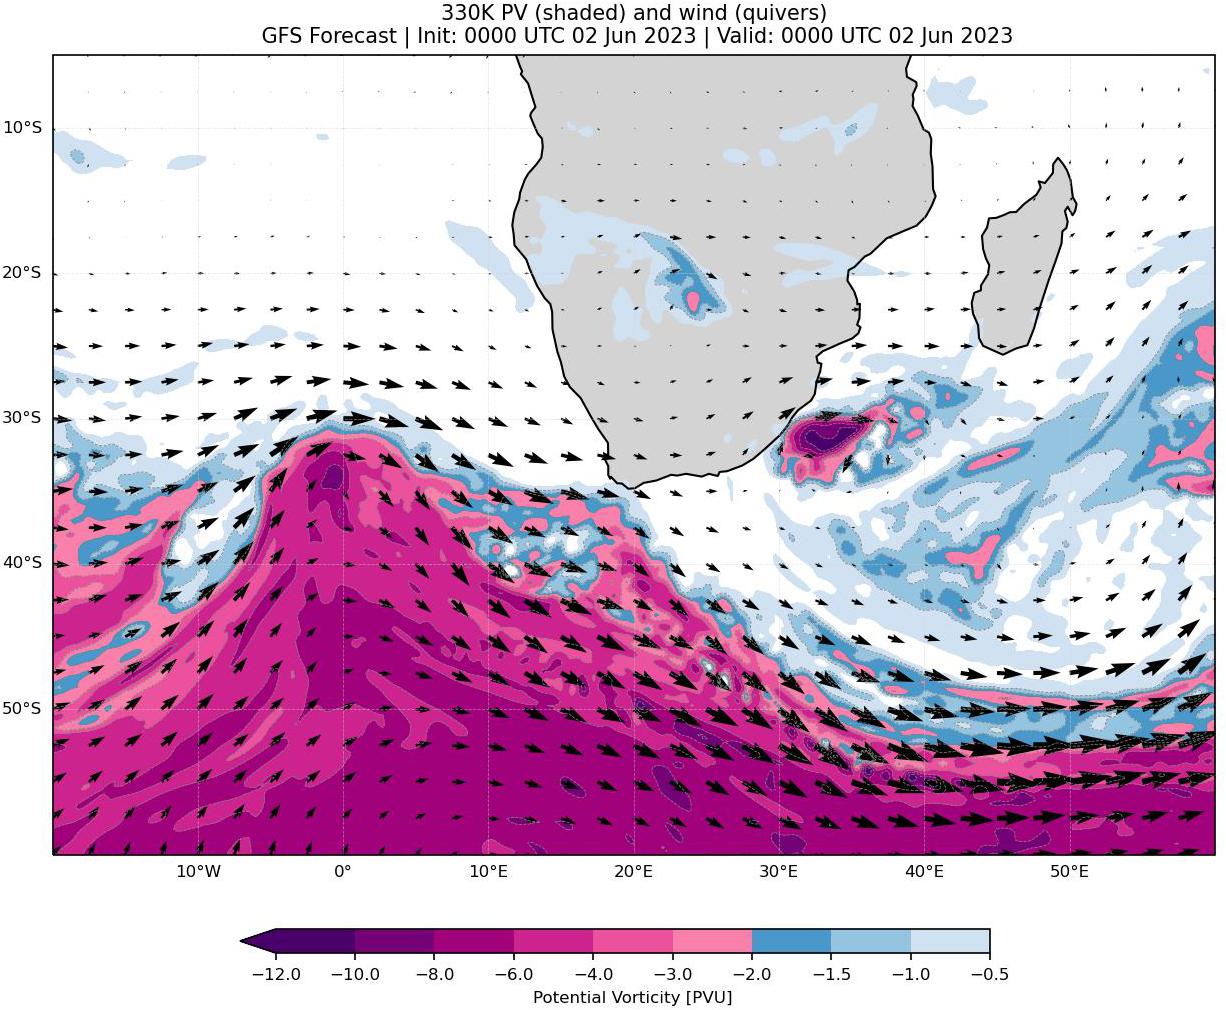 330K PV (shaded) and wind (quivers)
GFS Forecast | Init: 0000 UTC 02 Jun 2023 | Valid: 0000 UTC 02 Jun 2023
10°S
20°S
30°S
40°S
50°S
10°W 0° 10°E 20°E 30°E 40°E 50°E
−12.0 −10.0 −8.0 −6.0 −4.0 −3.0 −2.0 −1.5 −1.0 −0.5
Potential Vorticity [PVU]